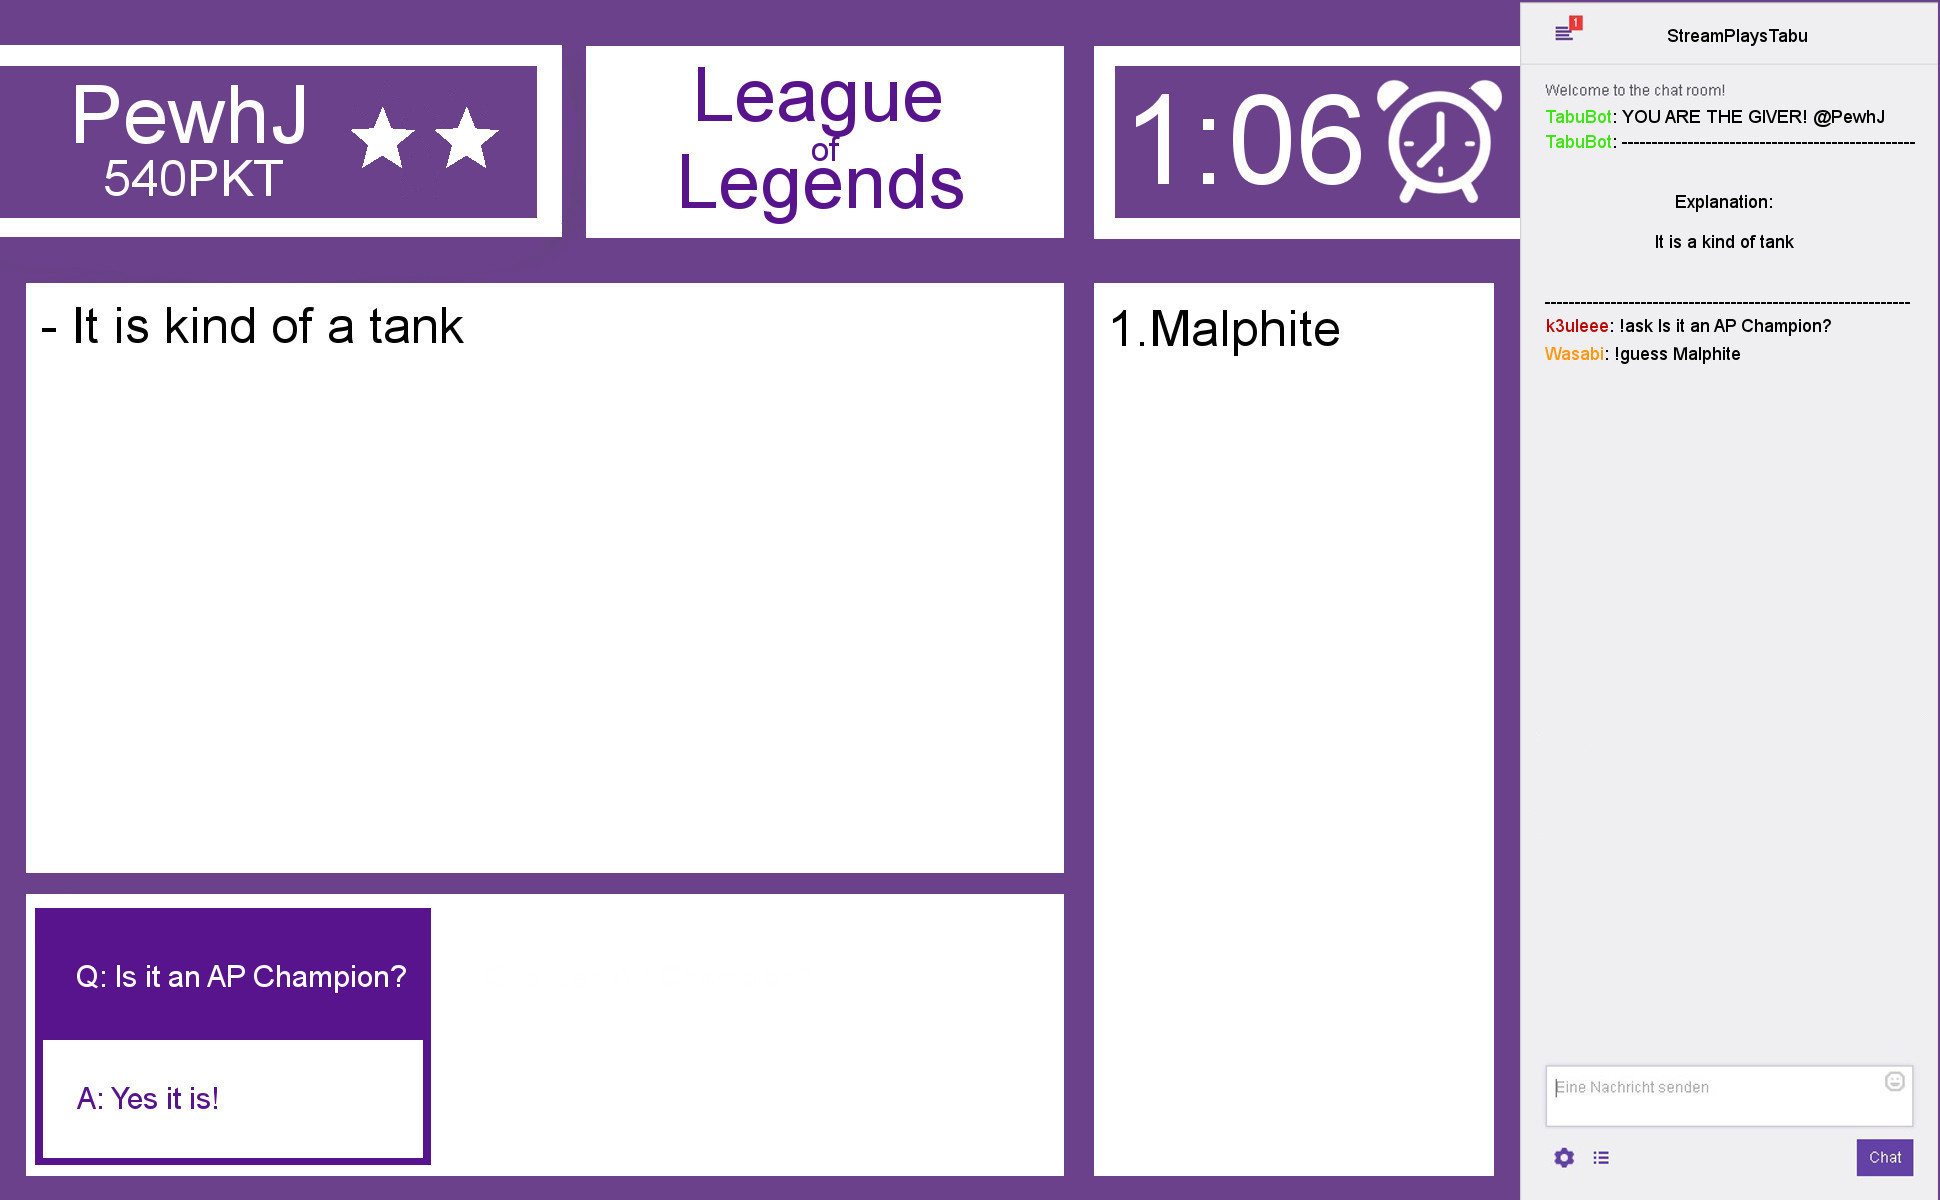 PewhJ
540PKT
League
of
Legends
1:06
- It is kind of a tank
1.Malphite
Q: Is it an AP Champion?
A: Yes it is!
1
StreamPlaysTabu
Welcome to the chat room!
TabuBot: YOU ARE THE GIVER! @PewhJ
TabuBot: -------------------------------------------------
Explanation:
It is a kind of tank
-------------------------------------------------------------
k3uleee: !ask Is it an AP Champion?
Wasabi: !guess Malphite
Eine Nachricht senden
Chat